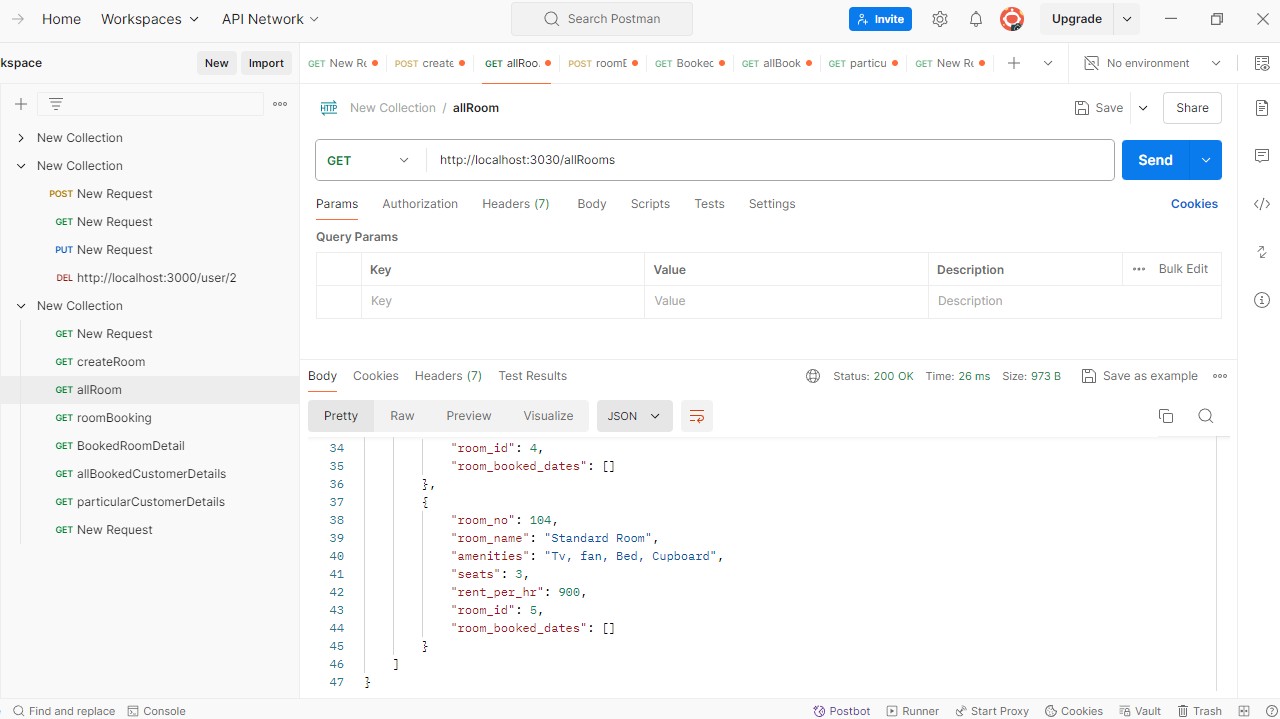 Home
Workspaces
API Network
Search Postman
Invite
Upgrade
kspace
New
Import
GET New Re
POST create
GET allRoo
POST roomB
GET Booked
GET allBook
GET particu
GET New Re
No environment
New Collection
New Collection
POST New Request
GET New Request
PUT New Request
DEL http://localhost:3000/user/2
New Collection
GET New Request
GET createRoom
GET allRoom
GET roomBooking
GET BookedRoomDetail
GET allBookedCustomerDetails
GET particularCustomerDetails
GET New Request
HTTP New Collection / allRoom
Save
Share
GET http://localhost:3030/allRooms
Send
Params Authorization Headers (7) Body Scripts Tests Settings
Cookies
Query Params
Key Value Description Bulk Edit
Key Value Description
Body Cookies Headers (7) Test Results
Status: 200 OK Time: 26 ms Size: 973 B
Save as example
Pretty Raw Preview Visualize JSON
34 "room_id": 4,
35 "room_booked_dates": []
36 },
37 {
38 "room_no": 104,
39 "room_name": "Standard Room",
40 "amenities": "Tv, fan, Bed, Cupboard",
41 "seats": 3,
42 "rent_per_hr": 900,
43 "room_id": 5,
44 "room_booked_dates": []
45 }
46 ]
47 }
Find and replace
Console
Postbot
Runner
Start Proxy
Cookies
Vault
Trash